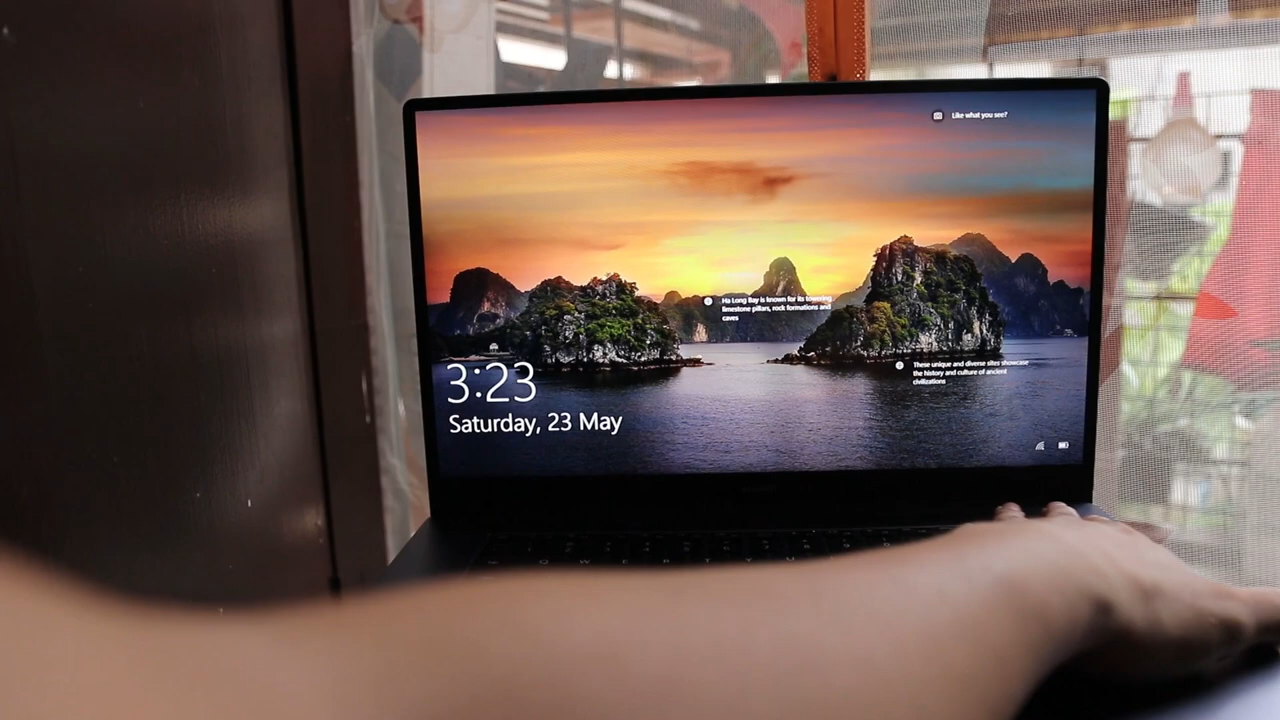 Like what you see?
Ha Long Bay is known for its towering
limestone pillars, rock formations and
caves
These unique and diverse sites showcase
the history and culture of ancient
civilizations
3:23
Saturday, 23 May
Q W E R T Y U